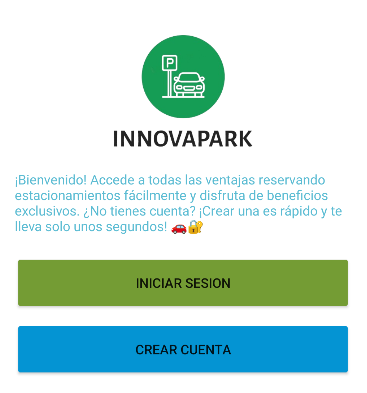 P
INNOVAPARK
¡Bienvenido! Accede a todas las ventajas reservando
estacionamientos fácilmente y disfruta de beneficios
exclusivos. ¿No tienes cuenta? ¡Crear una es rápido y te
lleva solo unos segundos! 🚗🔐
INICIAR SESION
CREAR CUENTA